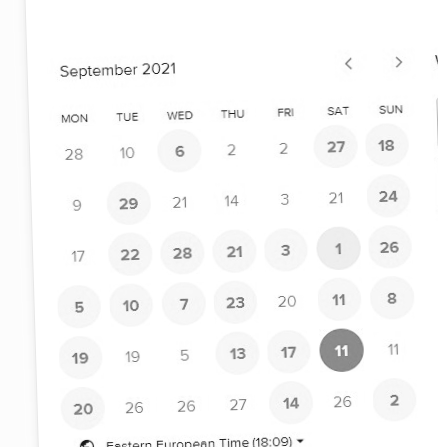 September 2021
MON TUE WED THU FRI SAT SUN
28 10 6 2 2 27 18
9 29 21 14 3 21 24
17 22 28 21 3 1 26
5 10 7 23 20 11 8
19 19 5 13 17 11 11
20 26 26 27 14 26 2
Eastern European Time (18:09)